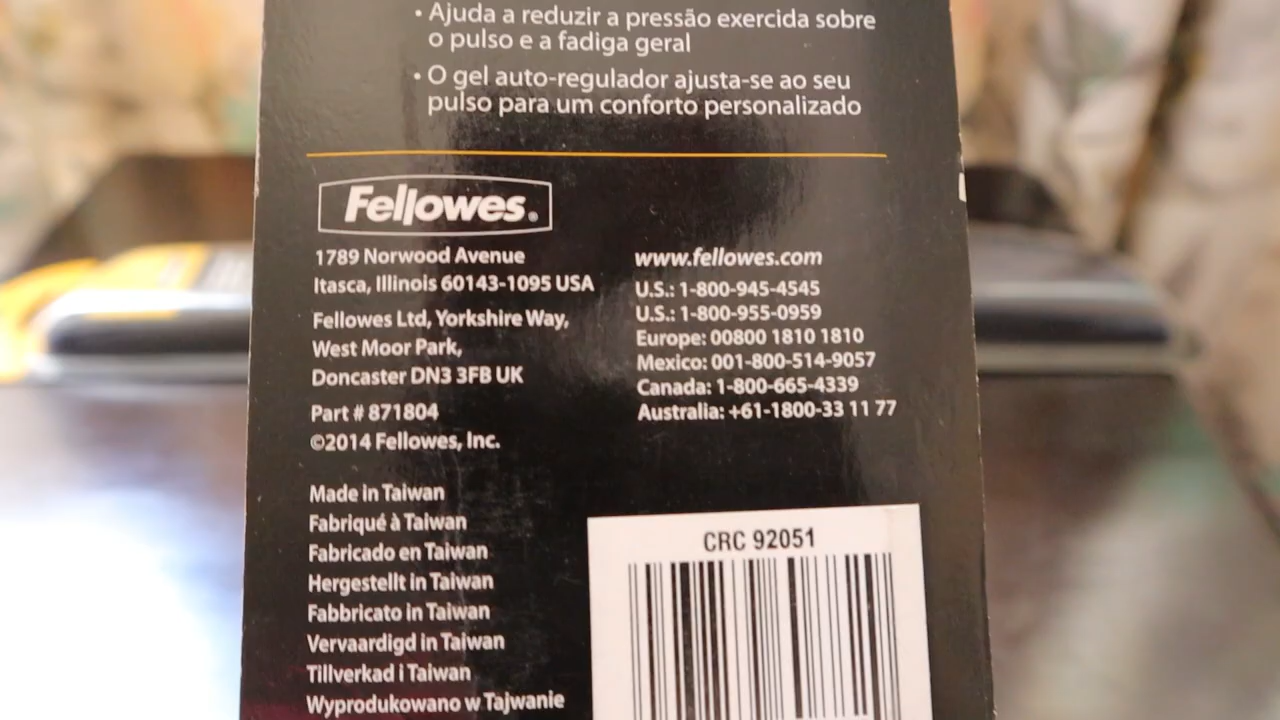 • Ajuda a reduzir a pressão exercida sobre
o pulso e a fadiga geral
• O gel auto-regulador ajusta-se ao seu
pulso para um conforto personalizado
Fellowes®
1789 Norwood Avenue
Itasca, Illinois 60143-1095 USA
Fellowes Ltd, Yorkshire Way,
West Moor Park,
Doncaster DN3 3FB UK
Part # 871804
©2014 Fellowes, Inc.
www.fellowes.com
U.S.: 1-800-945-4545
U.S.: 1-800-955-0959
Europe: 00800 1810 1810
Mexico: 001-800-514-9057
Canada: 1-800-665-4339
Australia: +61-1800-33 11 77
Made in Taiwan
Fabriqué à Taiwan
Fabricado en Taiwan
Hergestellt in Taiwan
Fabbricato in Taiwan
Vervaardigd in Taiwan
Tillverkad i Taiwan
Wyprodukowano w Tajwanie
CRC 92051